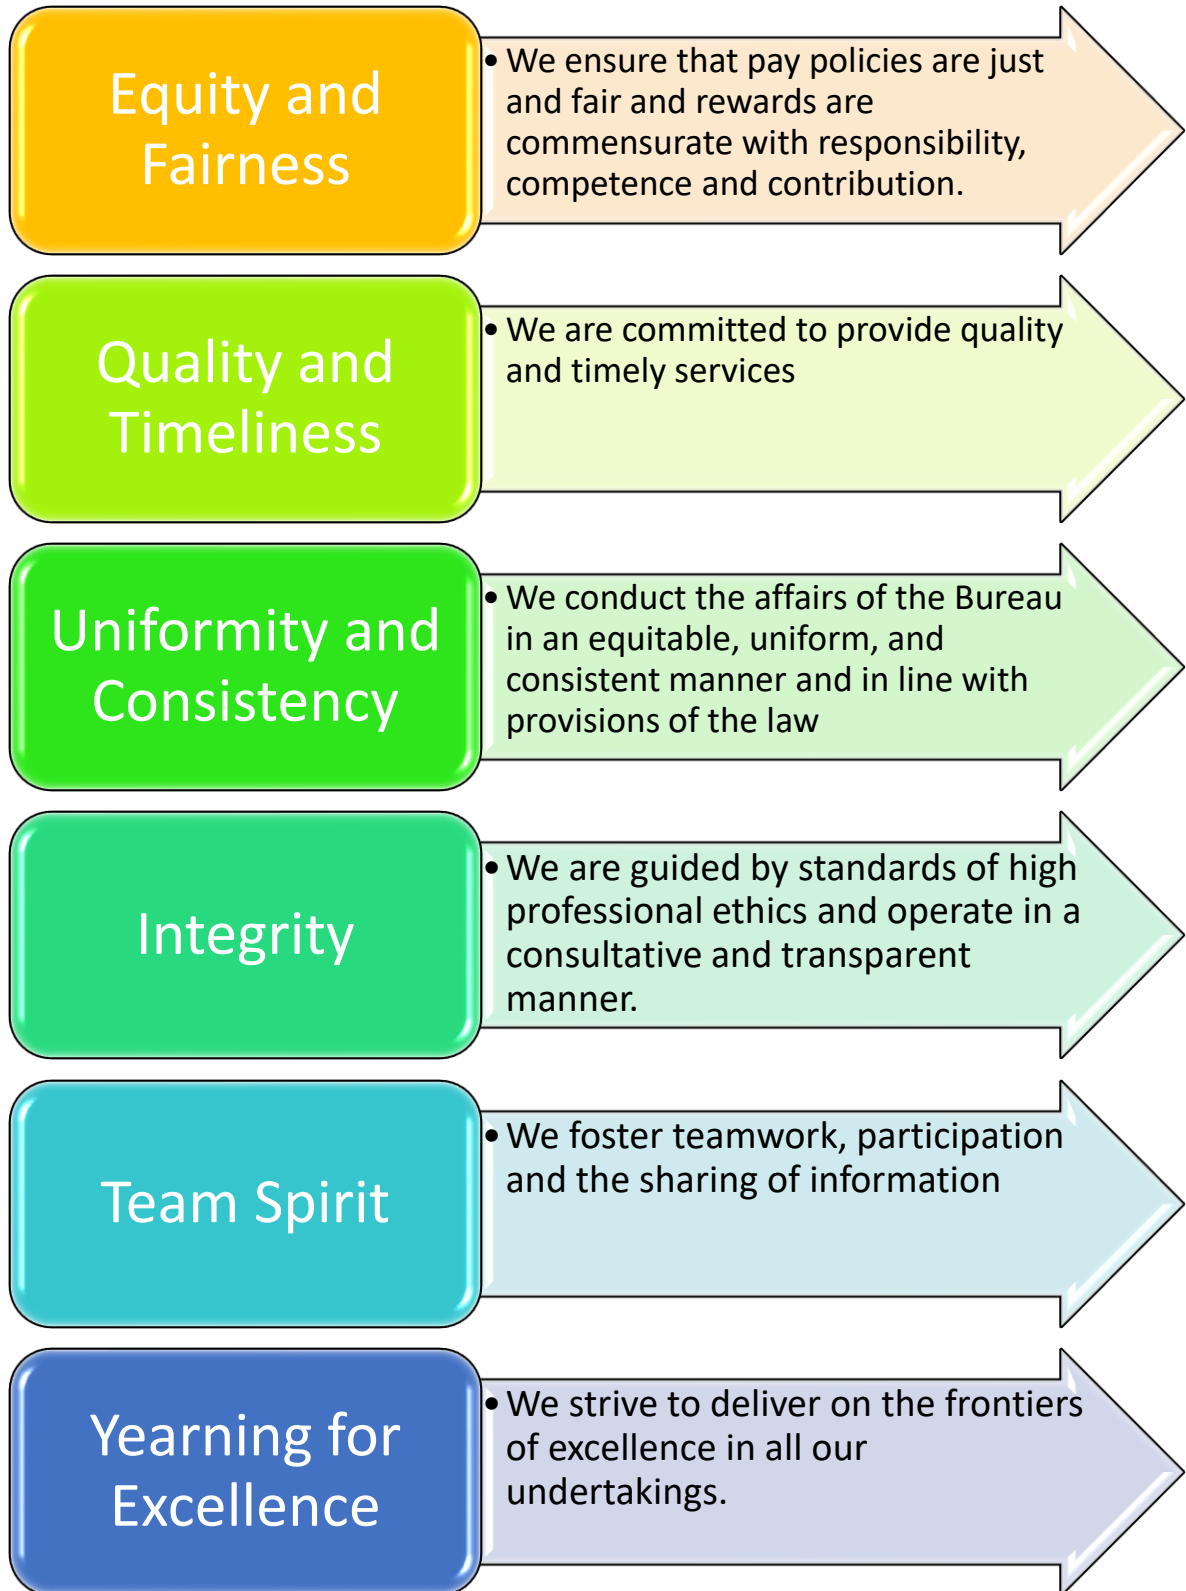 Equity and
Fairness
• We ensure that pay policies are just
and fair and rewards are
commensurate with responsibility,
competence and contribution.
Quality and
Timeliness
• We are committed to provide quality
and timely services
Uniformity and
Consistency
• We conduct the affairs of the Bureau
in an equitable, uniform, and
consistent manner and in line with
provisions of the law
Integrity
• We are guided by standards of high
professional ethics and operate in a
consultative and transparent
manner.
Team Spirit
• We foster teamwork, participation
and the sharing of information
Yearning for
Excellence
• We strive to deliver on the frontiers
of excellence in all our
undertakings.